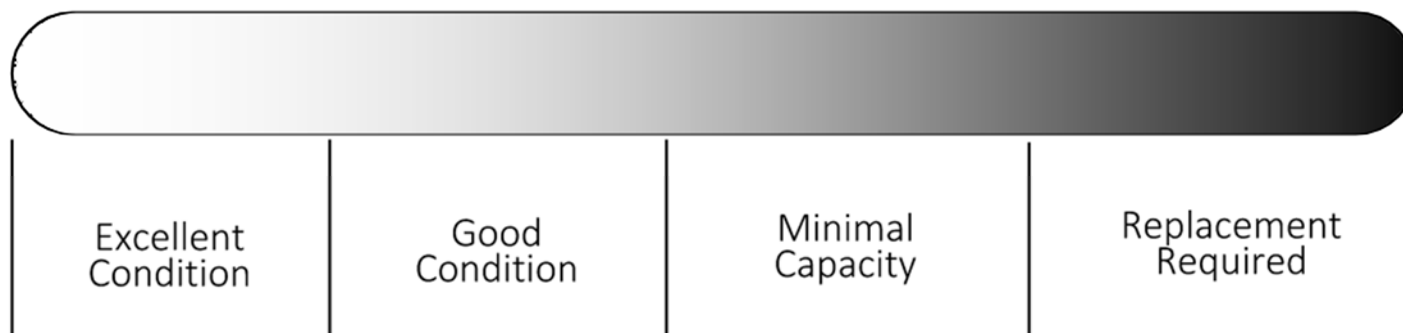 Excellent
Condition
Good
Condition
Minimal
Capacity
Replacement
Required